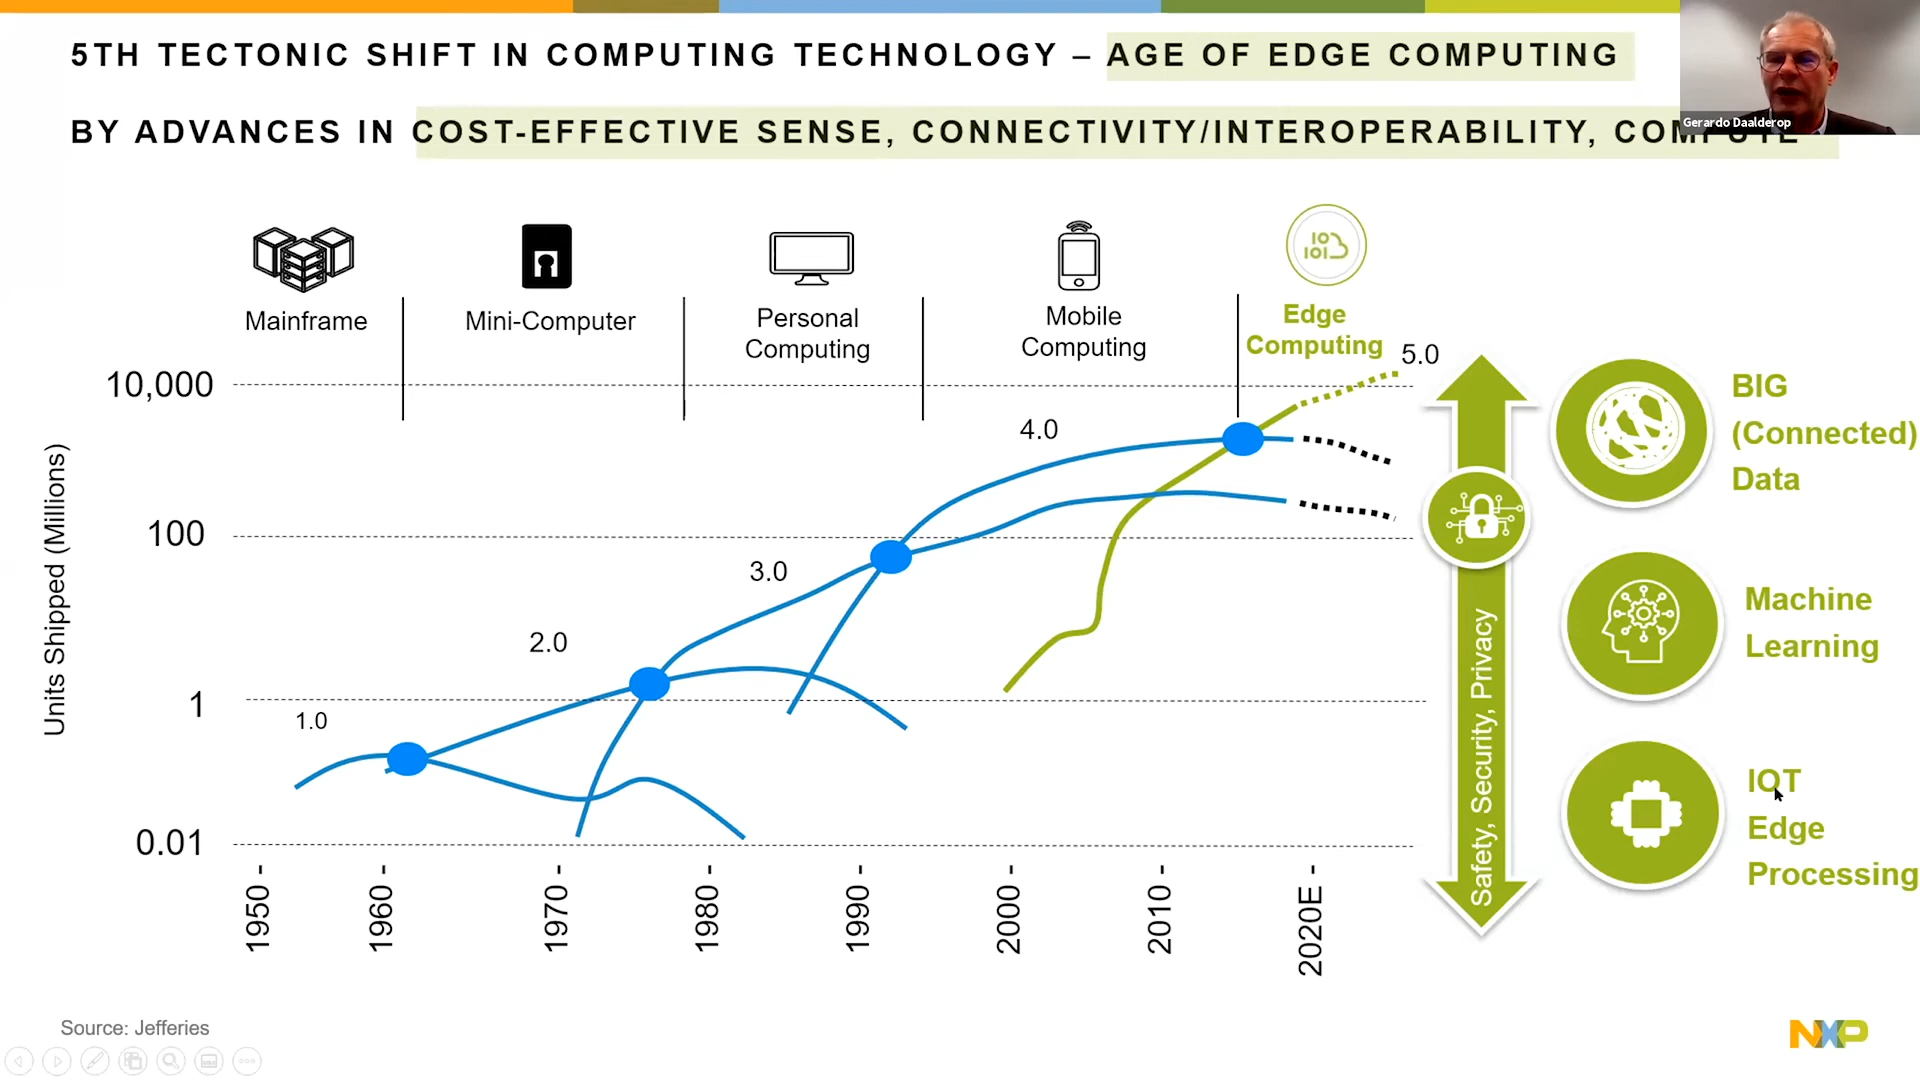 5TH TECTONIC SHIFT IN COMPUTING TECHNOLOGY – AGE OF EDGE COMPUTING
BY ADVANCES IN COST-EFFECTIVE SENSE, CONNECTIVITY/INTEROPERABILITY, COMPUTE
Gerardo Daalderop
Mainframe
Mini-Computer
Personal
Computing
Mobile
Computing
Edge
Computing
5.0
4.0
3.0
2.0
1.0
10,000
100
1
0.01
Units Shipped (Millions)
1950
1960
1970
1980
1990
2000
2010
2020E
Safety, Security, Privacy
BIG
(Connected)
Data
Machine
Learning
IOT
Edge
Processing
Source: Jefferies
NXP